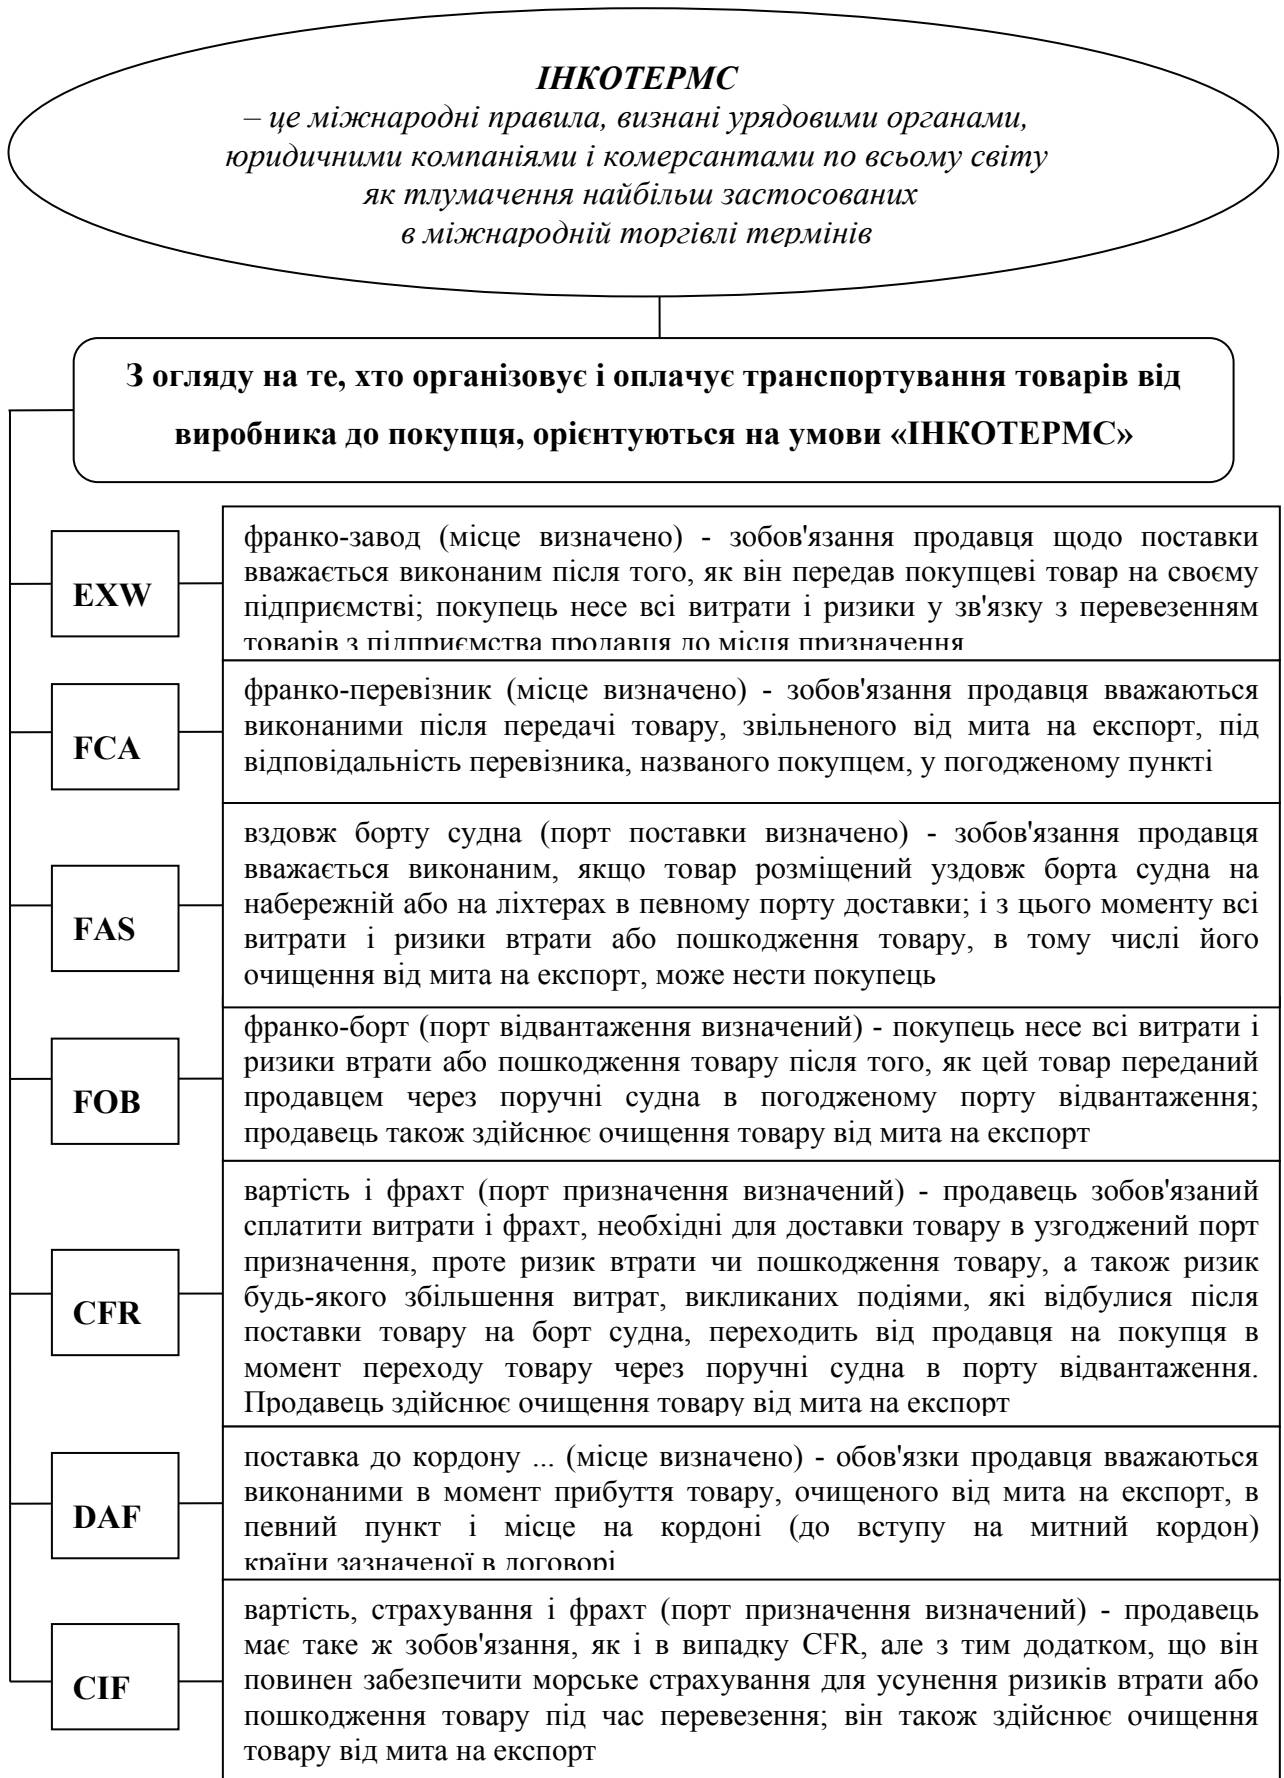 ІНКОТЕРМС
– це міжнародні правила, визнані урядовими органами,
юридичними компаніями і комерсантами по всьому світу
як тлумачення найбільш застосованих
в міжнародній торгівлі термінів
З огляду на те, хто організовує і оплачує транспортування товарів від
виробника до покупця, орієнтуються на умови «ІНКОТЕРМС»
EXW
франко-завод (місце визначено) - зобов'язання продавця щодо поставки
вважається виконаним після того, як він передав покупцеві товар на своєму
підприємстві; покупець несе всі витрати і ризики у зв'язку з перевезенням
товарів з підприємства продавця до місця призначення
FCA
франко-перевізник (місце визначено) - зобов'язання продавця вважаються
виконаними після передачі товару, звільненого від мита на експорт, під
відповідальність перевізника, названого покупцем, у погодженому пункті
FAS
вздовж борту судна (порт поставки визначено) - зобов'язання продавця
вважається виконаним, якщо товар розміщений уздовж борта судна на
набережній або на ліхтерах в певному порту доставки; і з цього моменту всі
витрати і ризики втрати або пошкодження товару, в тому числі його
очищення від мита на експорт, може нести покупець
FOB
франко-борт (порт відвантаження визначений) - покупець несе всі витрати і
ризики втрати або пошкодження товару після того, як цей товар переданий
продавцем через поручні судна в погодженому порту відвантаження;
продавець також здійснює очищення товару від мита на експорт
CFR
вартість і фрахт (порт призначення визначений) - продавець зобов'язаний
сплатити витрати і фрахт, необхідні для доставки товару в узгоджений порт
призначення, проте ризик втрати чи пошкодження товару, а також ризик
будь-якого збільшення витрат, викликаних подіями, які відбулися після
поставки товару на борт судна, переходить від продавця на покупця в
момент переходу товару через поручні судна в порту відвантаження.
Продавець здійснює очищення товару від мита на експорт
DAF
поставка до кордону ... (місце визначено) - обов'язки продавця вважаються
виконаними в момент прибуття товару, очищеного від мита на експорт, в
певний пункт і місце на кордоні (до вступу на митний кордон)
країни зазначеної в договорі
CIF
вартість, страхування і фрахт (порт призначення визначений) - продавець
має таке ж зобов'язання, як і в випадку CFR, але з тим додатком, що він
повинен забезпечити морське страхування для усунення ризиків втрати або
пошкодження товару під час перевезення; він також здійснює очищення
товару від мита на експорт